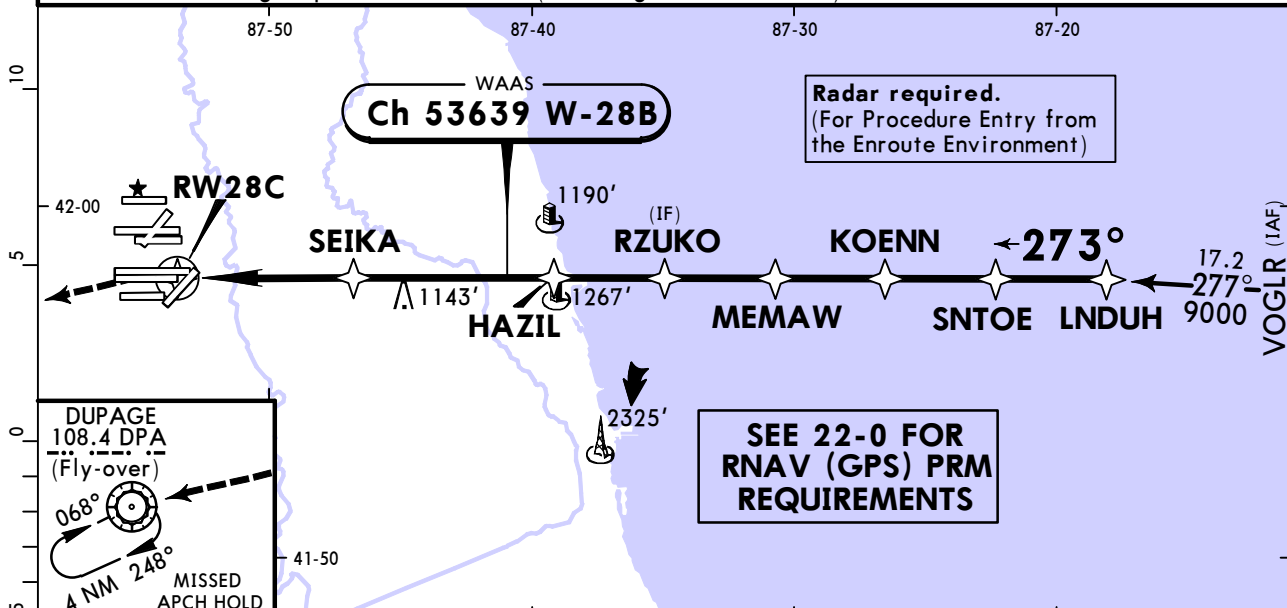 87-50
87-40
87-30
87-20
10
WAAS
Ch 53639 W-28B
Radar required.
(For Procedure Entry from
the Enroute Environment)
42-00
RW28C
1190'
(IF)
SEIKA
RZUKO
KOENN
273°
5
17.2
277°
9000
VOGLR (IAF)
1143'
HAZIL
1267'
MEMAW
SNTOE
LNDUH
2325'
SEE 22-0 FOR
RNAV (GPS) PRM
REQUIREMENTS
DUPAGE
108.4 DPA
(Fly-over)
0
068°
248°
4 NM
MISSED
APCH HOLD
41-50